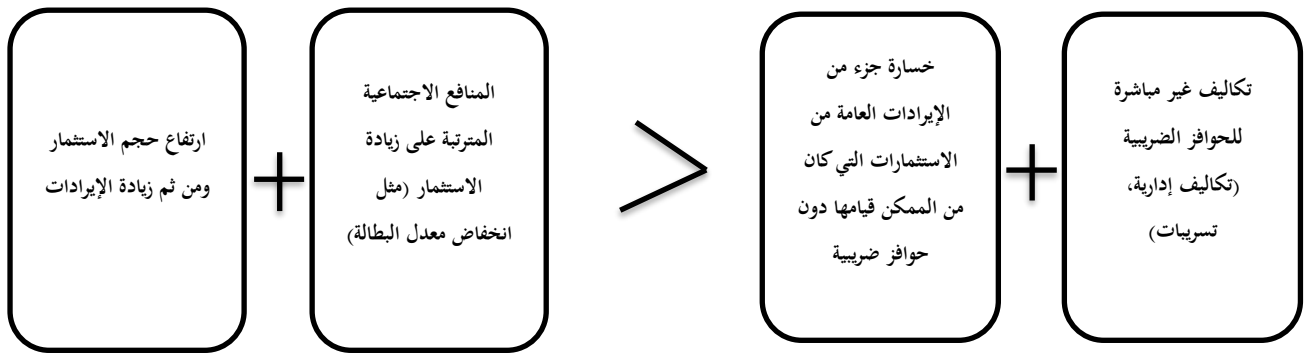 ارتفاع حجم الاستثمار
ومن ثم زيادة الإيرادات
+
المنافع الاجتماعية
المترتبة على زيادة
الاستثمار (مثل
انخفاض معدل البطالة)
>
خسارة جزء من
الإيرادات العامة من
الاستثمارات التي كان
من الممكن قيامها دون
حوافز ضريبية
+
تكاليف غير مباشرة
للحوافز الضريبية
(تكاليف إدارية،
تسريبات)